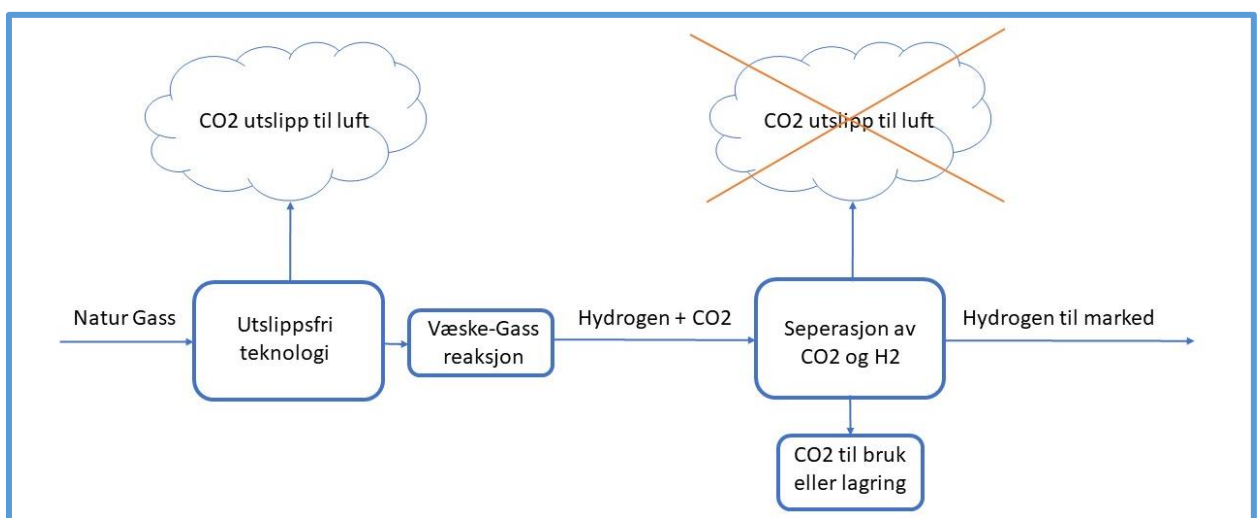 CO2 utslipp til luft
CO2 utslipp til luft
Natur Gass
Utslippsfri
teknologi
Væske-Gass
reaksjon
Hydrogen + CO2
Seperasjon av
CO2 og H2
Hydrogen til marked
CO2 til bruk
eller lagring